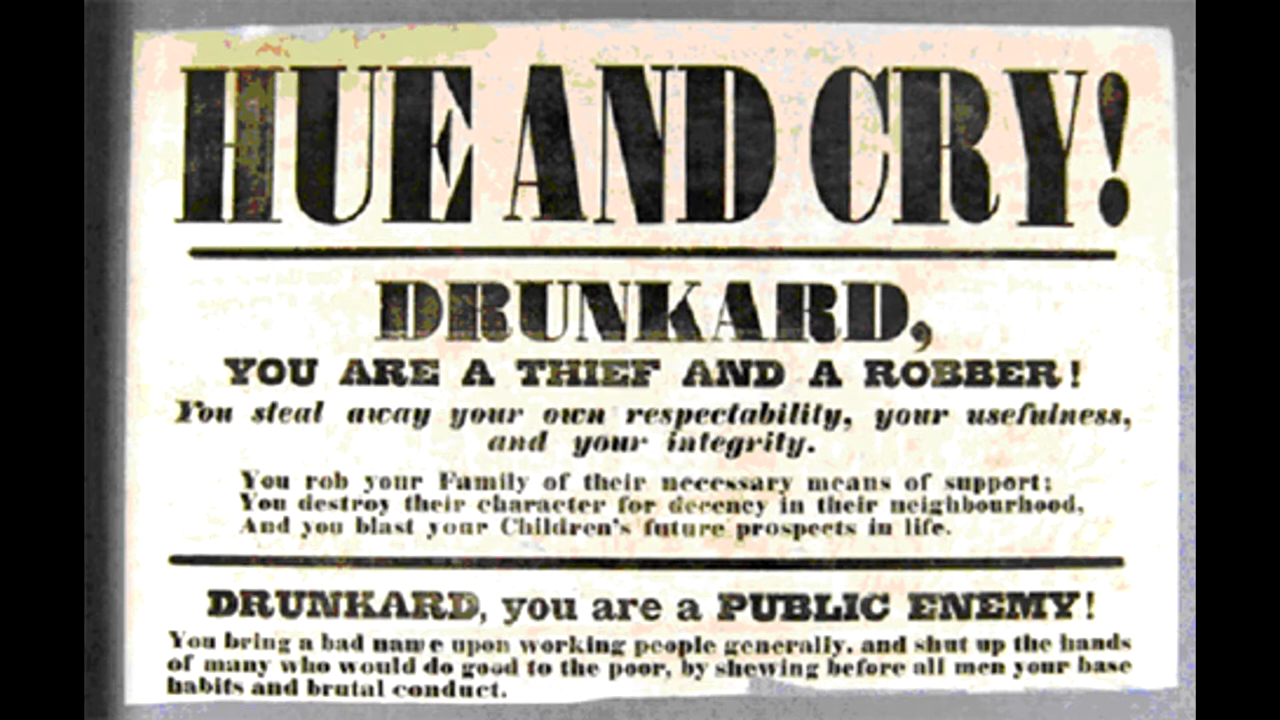 HUE AND CRY!
DRUNKARD,
YOU ARE A THIEF AND A ROBBER!
You steal away your own respectability, your usefulness,
and your integrity.
You rob your Family of their necessary means of support;
You destroy their character for decency in their neighbourhood,
And you blast your Children's future prospects in life.
DRUNKARD, you are a PUBLIC ENEMY!
You bring a bad name upon working people generally, and shut up the hands
of many who would do good to the poor, by shewing before all men your base
habits and brutal conduct.